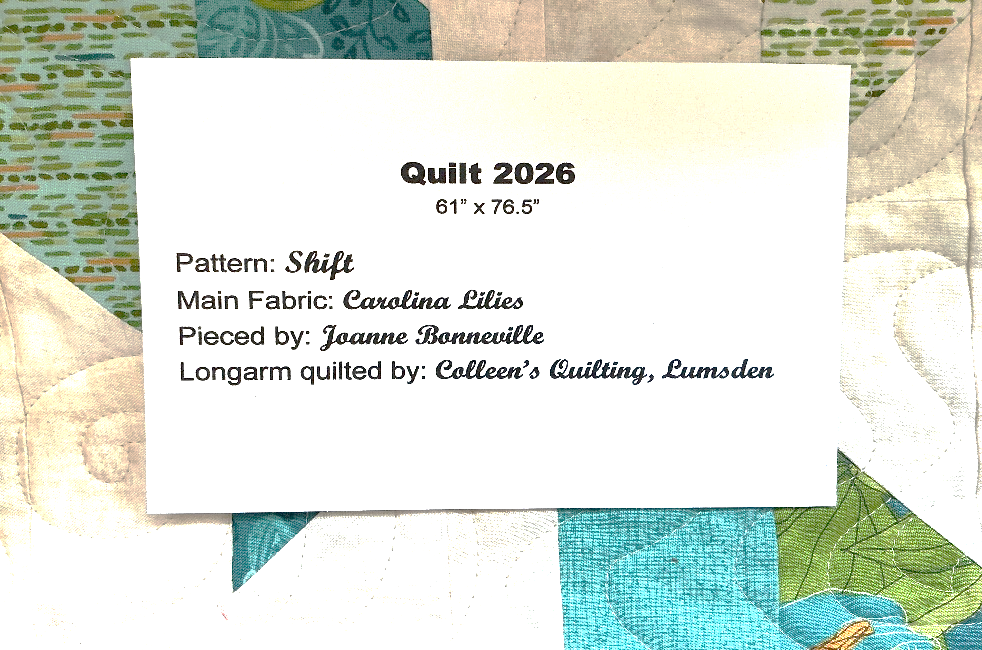 Quilt 2026
61” x 76.5”
Pattern: Shift
Main Fabric: Carolina Lilies
Pieced by: Joanne Bonneville
Longarm quilted by: Colleen’s Quilting, Lumsden